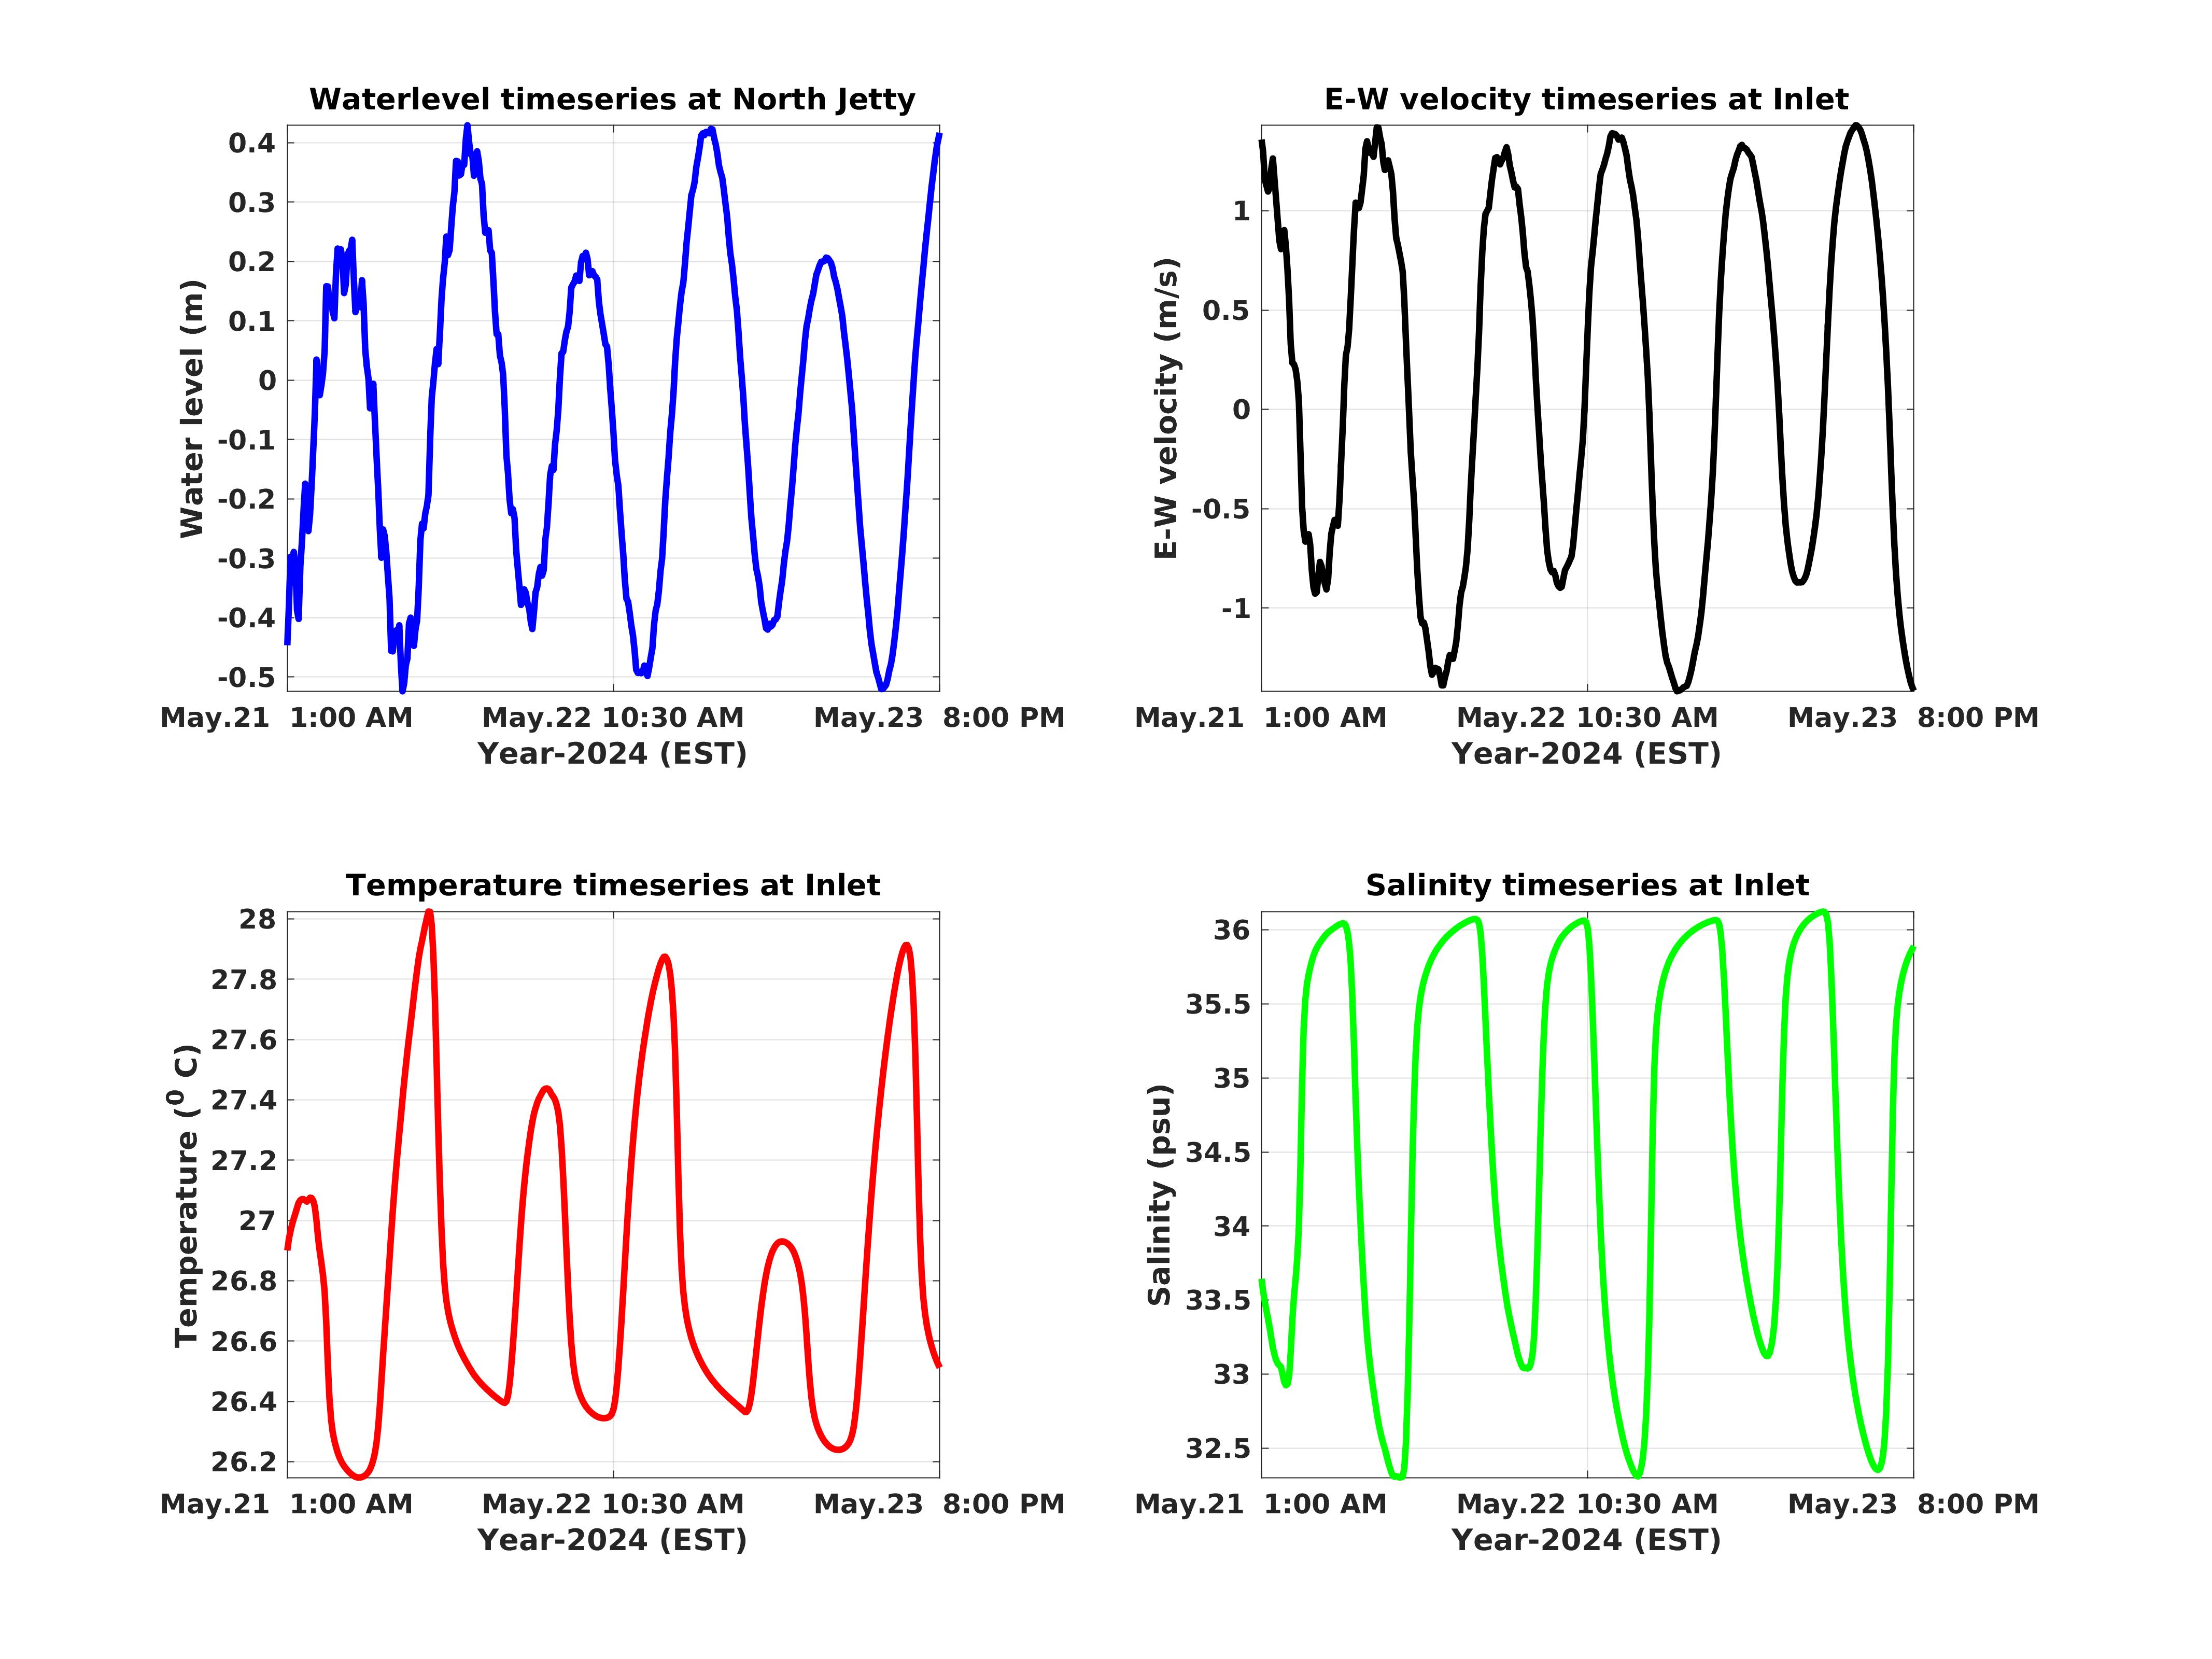 Waterlevel timeseries at North Jetty
0.4
0.3
0.2
0.1
0
-0.1
-0.2
-0.3
-0.4
-0.5
Water level (m)
May.21 1:00 AM
May.22 10:30 AM
May.23 8:00 PM
Year-2024 (EST)
E-W velocity timeseries at Inlet
1
0.5
0
-0.5
-1
E-W velocity (m/s)
May.21 1:00 AM
May.22 10:30 AM
May.23 8:00 PM
Year-2024 (EST)
Temperature timeseries at Inlet
28
27.8
27.6
27.4
27.2
27
26.8
26.6
26.4
26.2
Temperature (⁰ C)
May.21 1:00 AM
May.22 10:30 AM
May.23 8:00 PM
Year-2024 (EST)
Salinity timeseries at Inlet
36
35.5
35
34.5
34
33.5
33
32.5
Salinity (psu)
May.21 1:00 AM
May.22 10:30 AM
May.23 8:00 PM
Year-2024 (EST)